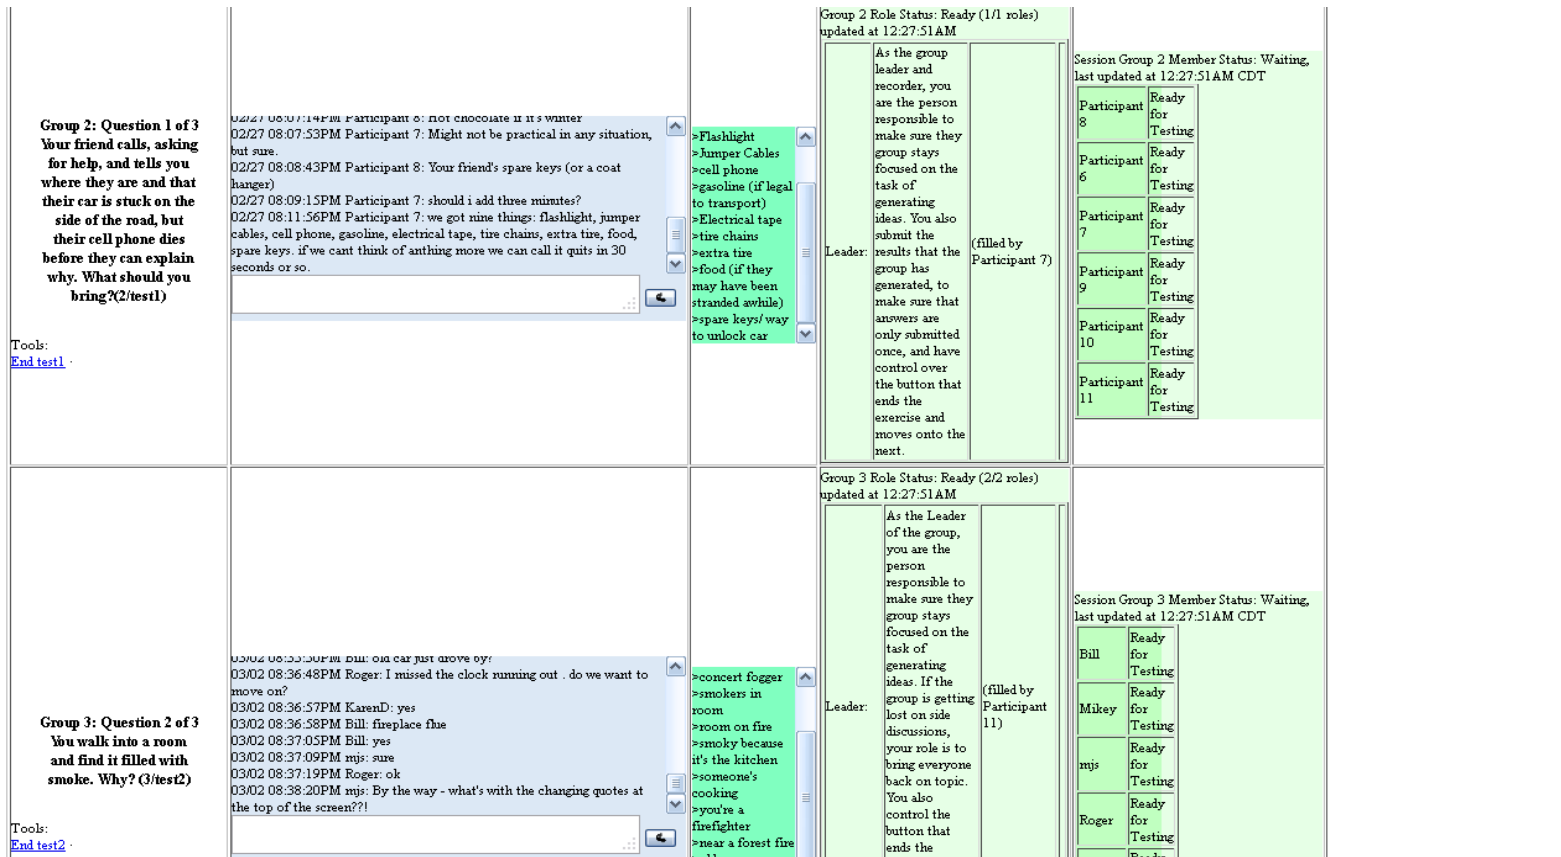 Group 2: Question 1 of 3
Your friend calls, asking
for help, and tells you
where they are and that
their car is stuck on the
side of the road, but
their cell phone dies
before they can explain
why. What should you
bring?(2/test1)
Tools:
End test1 ·
02/27 08:07:14PM Participant 8: Hot chocolate if it's winter
02/27 08:07:53PM Participant 7: Might not be practical in any situation,
but sure.
02/27 08:08:43PM Participant 8: Your friend's spare keys (or a coat
hanger)
02/27 08:09:15PM Participant 7: should i add three minutes?
02/27 08:11:56PM Participant 7: we got nine things: flashlight, jumper
cables, cell phone, gasoline, electrical tape, tire chains, extra tire, food,
spare keys. if we cant think of anthing more we can call it quits in 30
seconds or so.
>Flashlight
>Jumper Cables
>cell phone
>gasoline (if legal
to transport)
>Electrical tape
>tire chains
>extra tire
>food (if they
may have been
stranded awhile)
>spare keys/ way
to unlock car
Group 2 Role Status: Ready (1/1 roles)
updated at 12:27:51AM
Leader:
As the group
leader and
recorder, you
are the person
responsible to
make sure they
group stays
focused on the
task of
generating
ideas. You also
submit the
results that the
group has
generated, to
make sure that
answers are
only submitted
once, and have
control over
the button that
ends the
exercise and
moves onto the
next.
(filled by
Participant 7)
Session Group 2 Member Status: Waiting,
last updated at 12:27:51AM CDT
Participant
8
Ready
for
Testing
Participant
6
Ready
for
Testing
Participant
7
Ready
for
Testing
Participant
9
Ready
for
Testing
Participant
10
Ready
for
Testing
Participant
11
Ready
for
Testing
Group 3: Question 2 of 3
You walk into a room
and find it filled with
smoke. Why? (3/test2)
Tools:
End test2 ·
Bill: old car just drove by?
03/02 08:36:48PM Roger: I missed the clock running out . do we want to
move on?
03/02 08:36:57PM KarenD: yes
03/02 08:36:58PM Bill: fireplace flue
03/02 08:37:05PM Bill: yes
03/02 08:37:09PM mjs: sure
03/02 08:37:19PM Roger: ok
03/02 08:38:20PM mjs: By the way - what's with the changing quotes at
the top of the screen??!
>concert fogger
>smokers in
room
>room on fire
>smoky because
it's the kitchen
>someone's
cooking
>you're a
firefighter
>near a forest fire
Group 3 Role Status: Ready (2/2 roles)
updated at 12:27:51AM
Leader:
As the Leader
of the group,
you are the
person
responsible to
make sure they
group stays
focused on the
task of
generating
ideas. If the
group is getting
lost on side
discussions,
your role is to
bring everyone
back on topic.
You also
control the
button that
ends the
(filled by
Participant
11)
Session Group 3 Member Status: Waiting,
last updated at 12:27:51AM CDT
Bill
Ready
for
Testing
Mikey
Ready
for
Testing
mjs
Ready
for
Testing
Roger
Ready
for
Testing
Ready